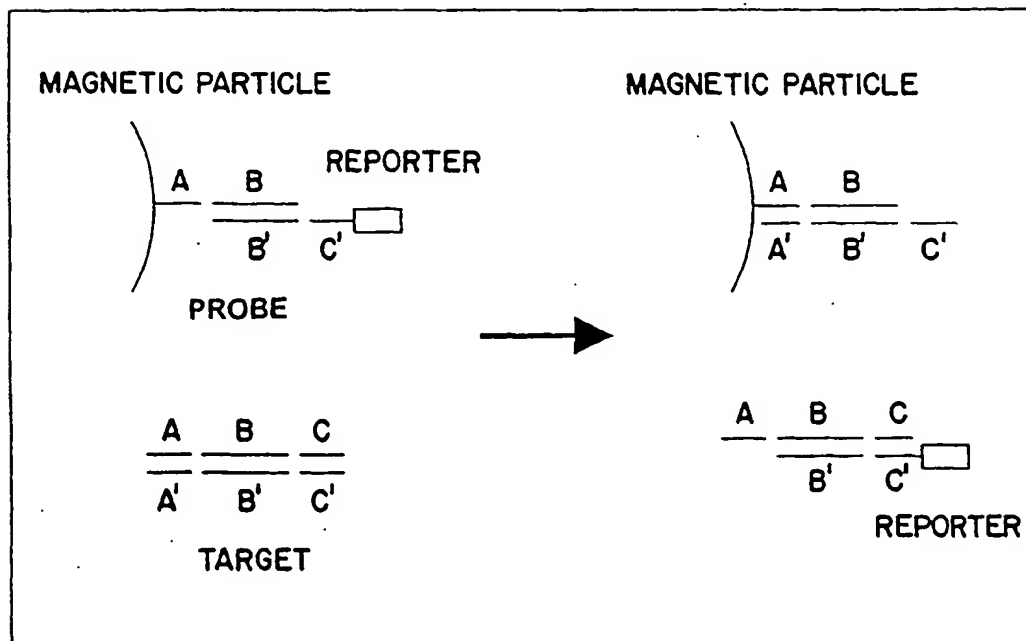 MAGNETIC PARTICLE
A B REPORTER
B' C'
PROBE
A B C
A' B' C'
TARGET
MAGNETIC PARTICLE
A B
A' B' C'
A B C
B' C'
REPORTER